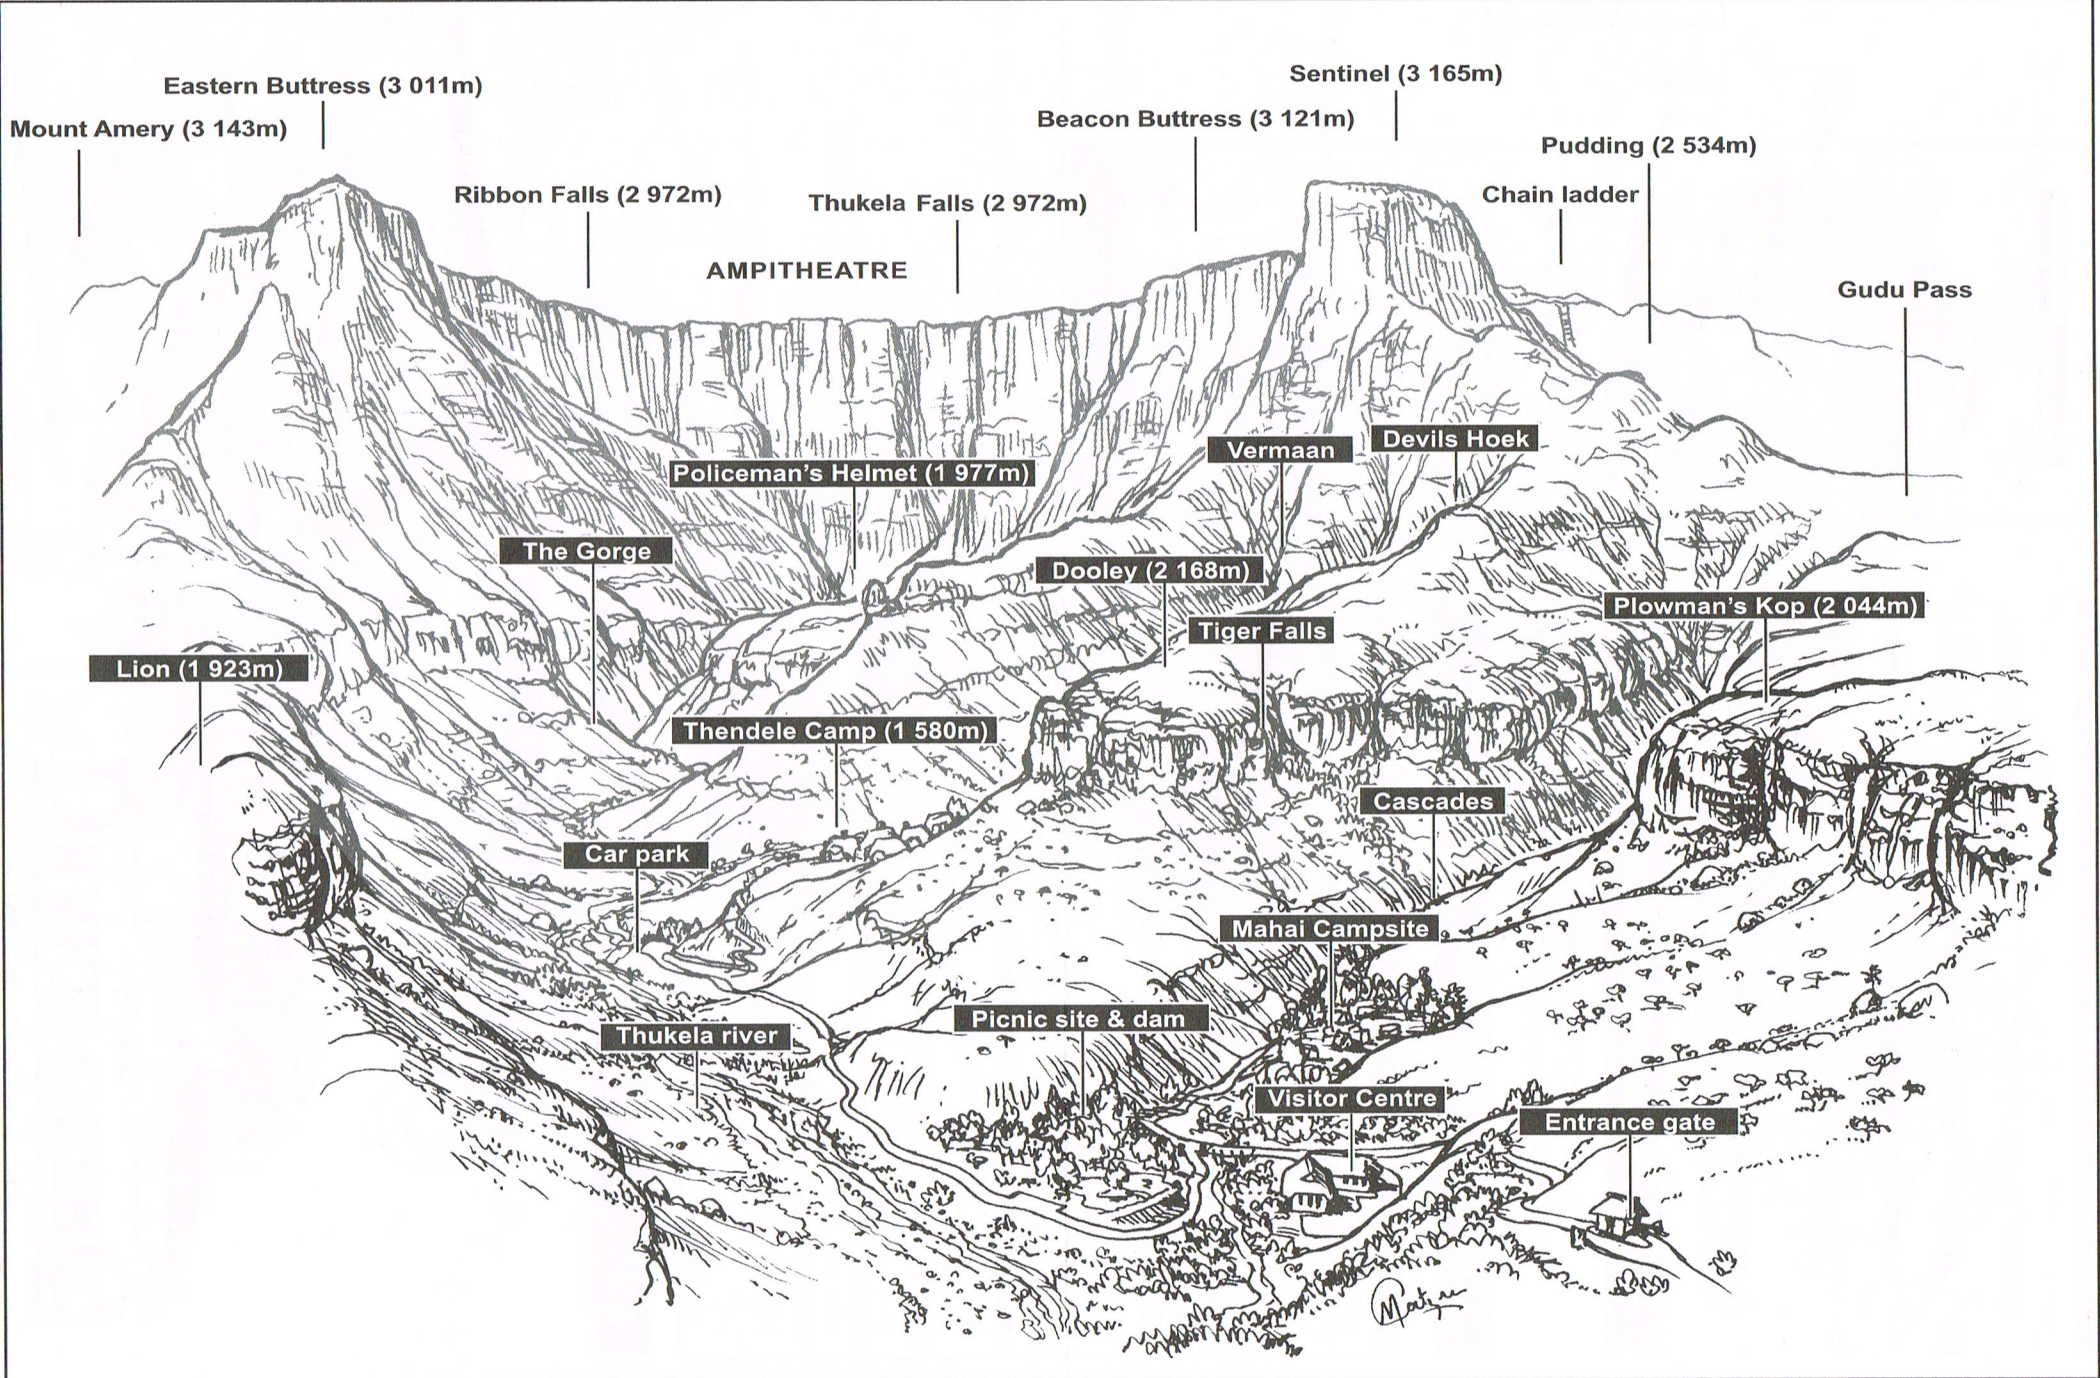 Sentinel (3 165m)
Eastern Buttress (3 011m)
Beacon Buttress (3 121m)
Mount Amery (3 143m)
Pudding (2 534m)
Ribbon Falls (2 972m)
Chain ladder
Thukela Falls (2 972m)
AMPITHEATRE
Gudu Pass
Devils Hoek
Vermaan
Policeman's Helmet (1 977m)
The Gorge
Dooley (2 168m)
Plowman's Kop (2 044m)
Tiger Falls
Lion (1 923m)
Thendele Camp (1 580m)
Cascades
Car park
Mahai Campsite
Picnic site & dam
Thukela river
Visitor Centre
Entrance gate